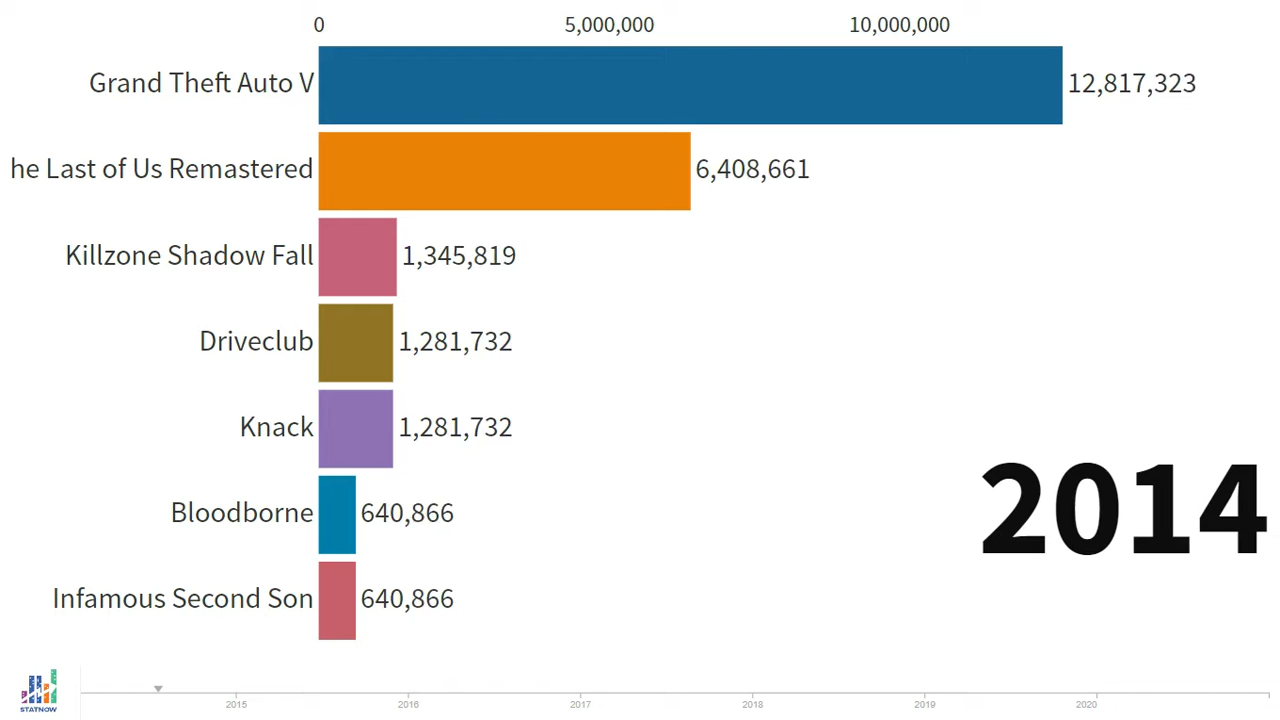 0 5,000,000 10,000,000
Grand Theft Auto V 12,817,323
he Last of Us Remastered 6,408,661
Killzone Shadow Fall 1,345,819
Driveclub 1,281,732
Knack 1,281,732
Bloodborne 640,866
Infamous Second Son 640,866
2014
STATNOW
2015 2016 2017 2018 2019 2020